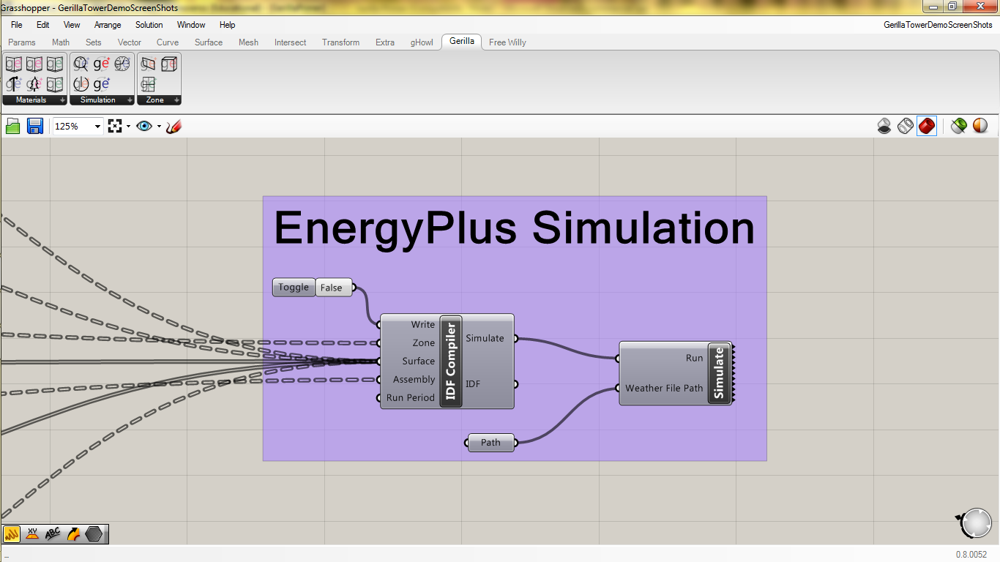 Grasshopper - GerillaTowerDemoScreenShots
File Edit View Arrange Solution Window Help
GerillaTowerDemoScreenShots
Params Math Sets Vector Curve Surface Mesh Intersect Transform Extra gHowl Gerilla Free Willy
Materials Simulation Zone
125%
EnergyPlus Simulation
Toggle False
Write
Zone
Surface
Assembly
Run Period
IDF Compiler
Simulate
IDF
Run
Weather File Path
Simulate
Path
XY
ABC
0.8.0052